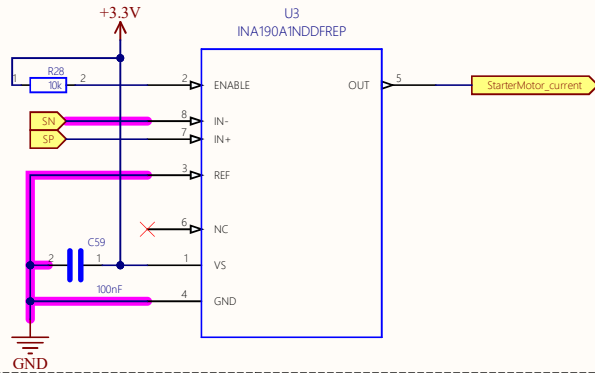 +3.3V
U3
INA190A1NDDFREP
R28
1
10k
2
2
ENABLE
OUT
5
StarterMotor_current
SN
8
IN-
SP
7
IN+
3
REF
6
NC
C59
2
1
1
VS
100nF
4
GND
GND